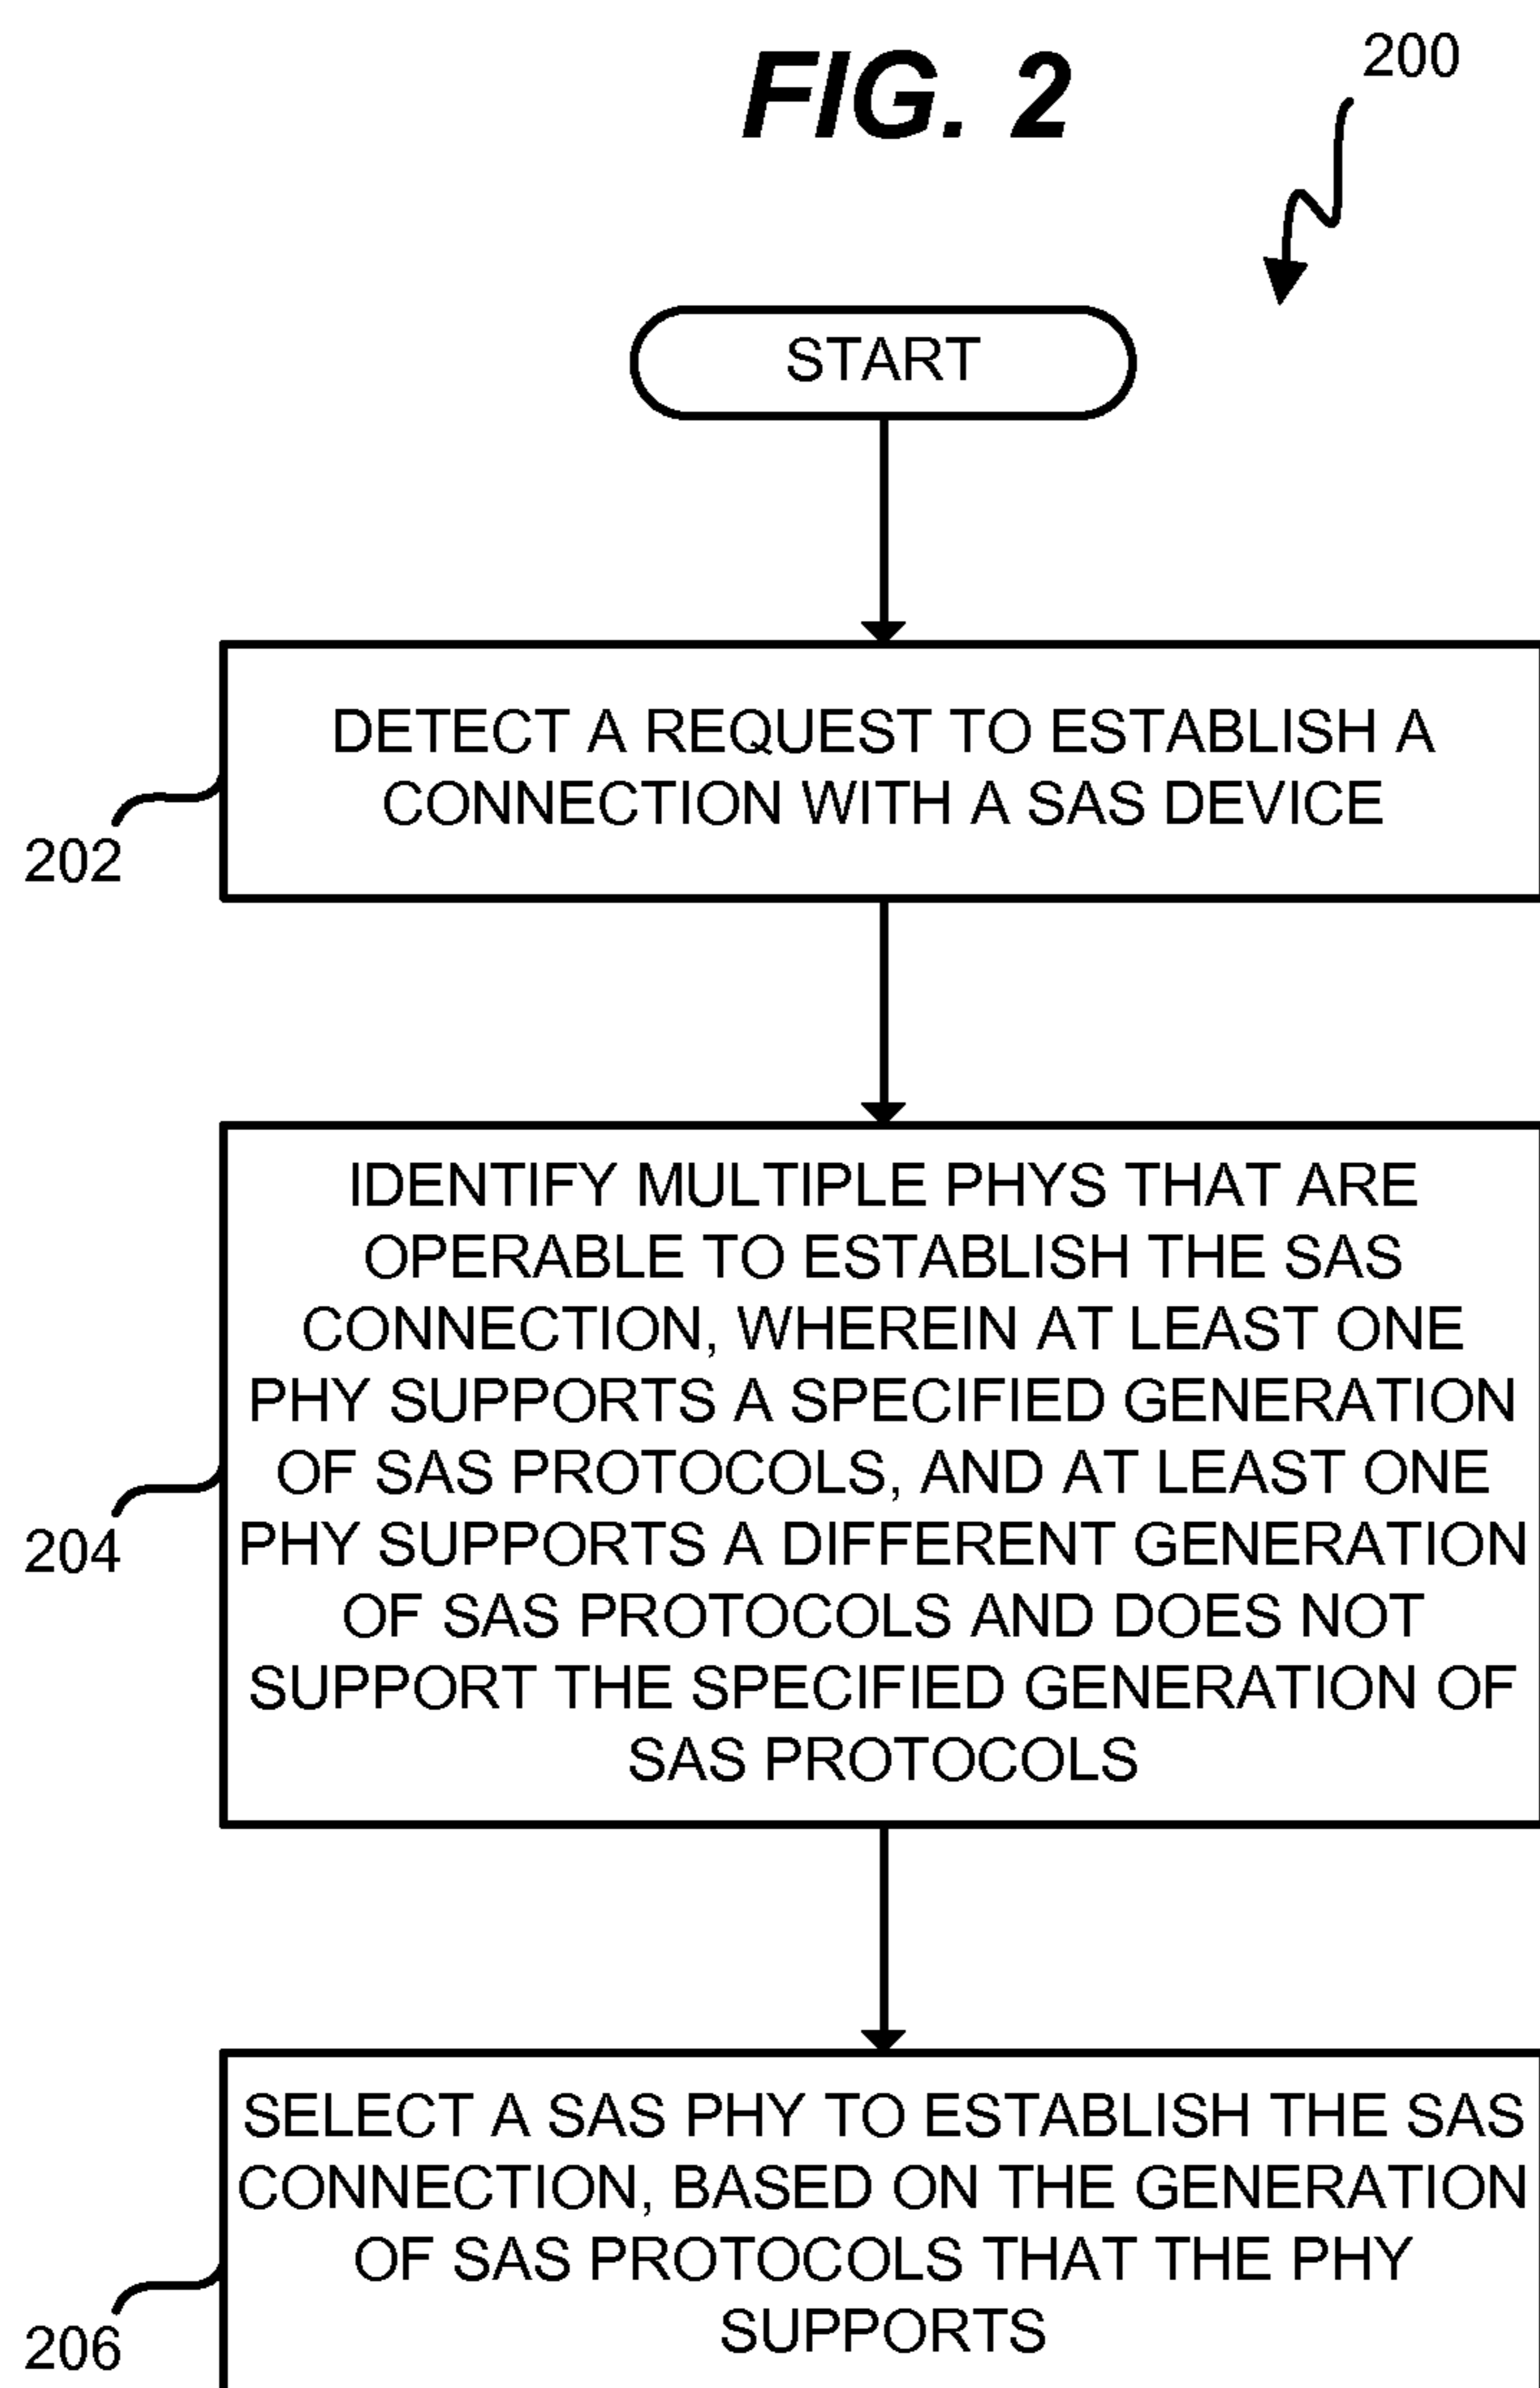 FIG. 2
200
START
DETECT A REQUEST TO ESTABLISH A
CONNECTION WITH A SAS DEVICE
202
IDENTIFY MULTIPLE PHYS THAT ARE
OPERABLE TO ESTABLISH THE SAS
CONNECTION, WHEREIN AT LEAST ONE
PHY SUPPORTS A SPECIFIED GENERATION
OF SAS PROTOCOLS, AND AT LEAST ONE
PHY SUPPORTS A DIFFERENT GENERATION
OF SAS PROTOCOLS AND DOES NOT
SUPPORT THE SPECIFIED GENERATION OF
SAS PROTOCOLS
204
SELECT A SAS PHY TO ESTABLISH THE SAS
CONNECTION, BASED ON THE GENERATION
OF SAS PROTOCOLS THAT THE PHY
SUPPORTS
206